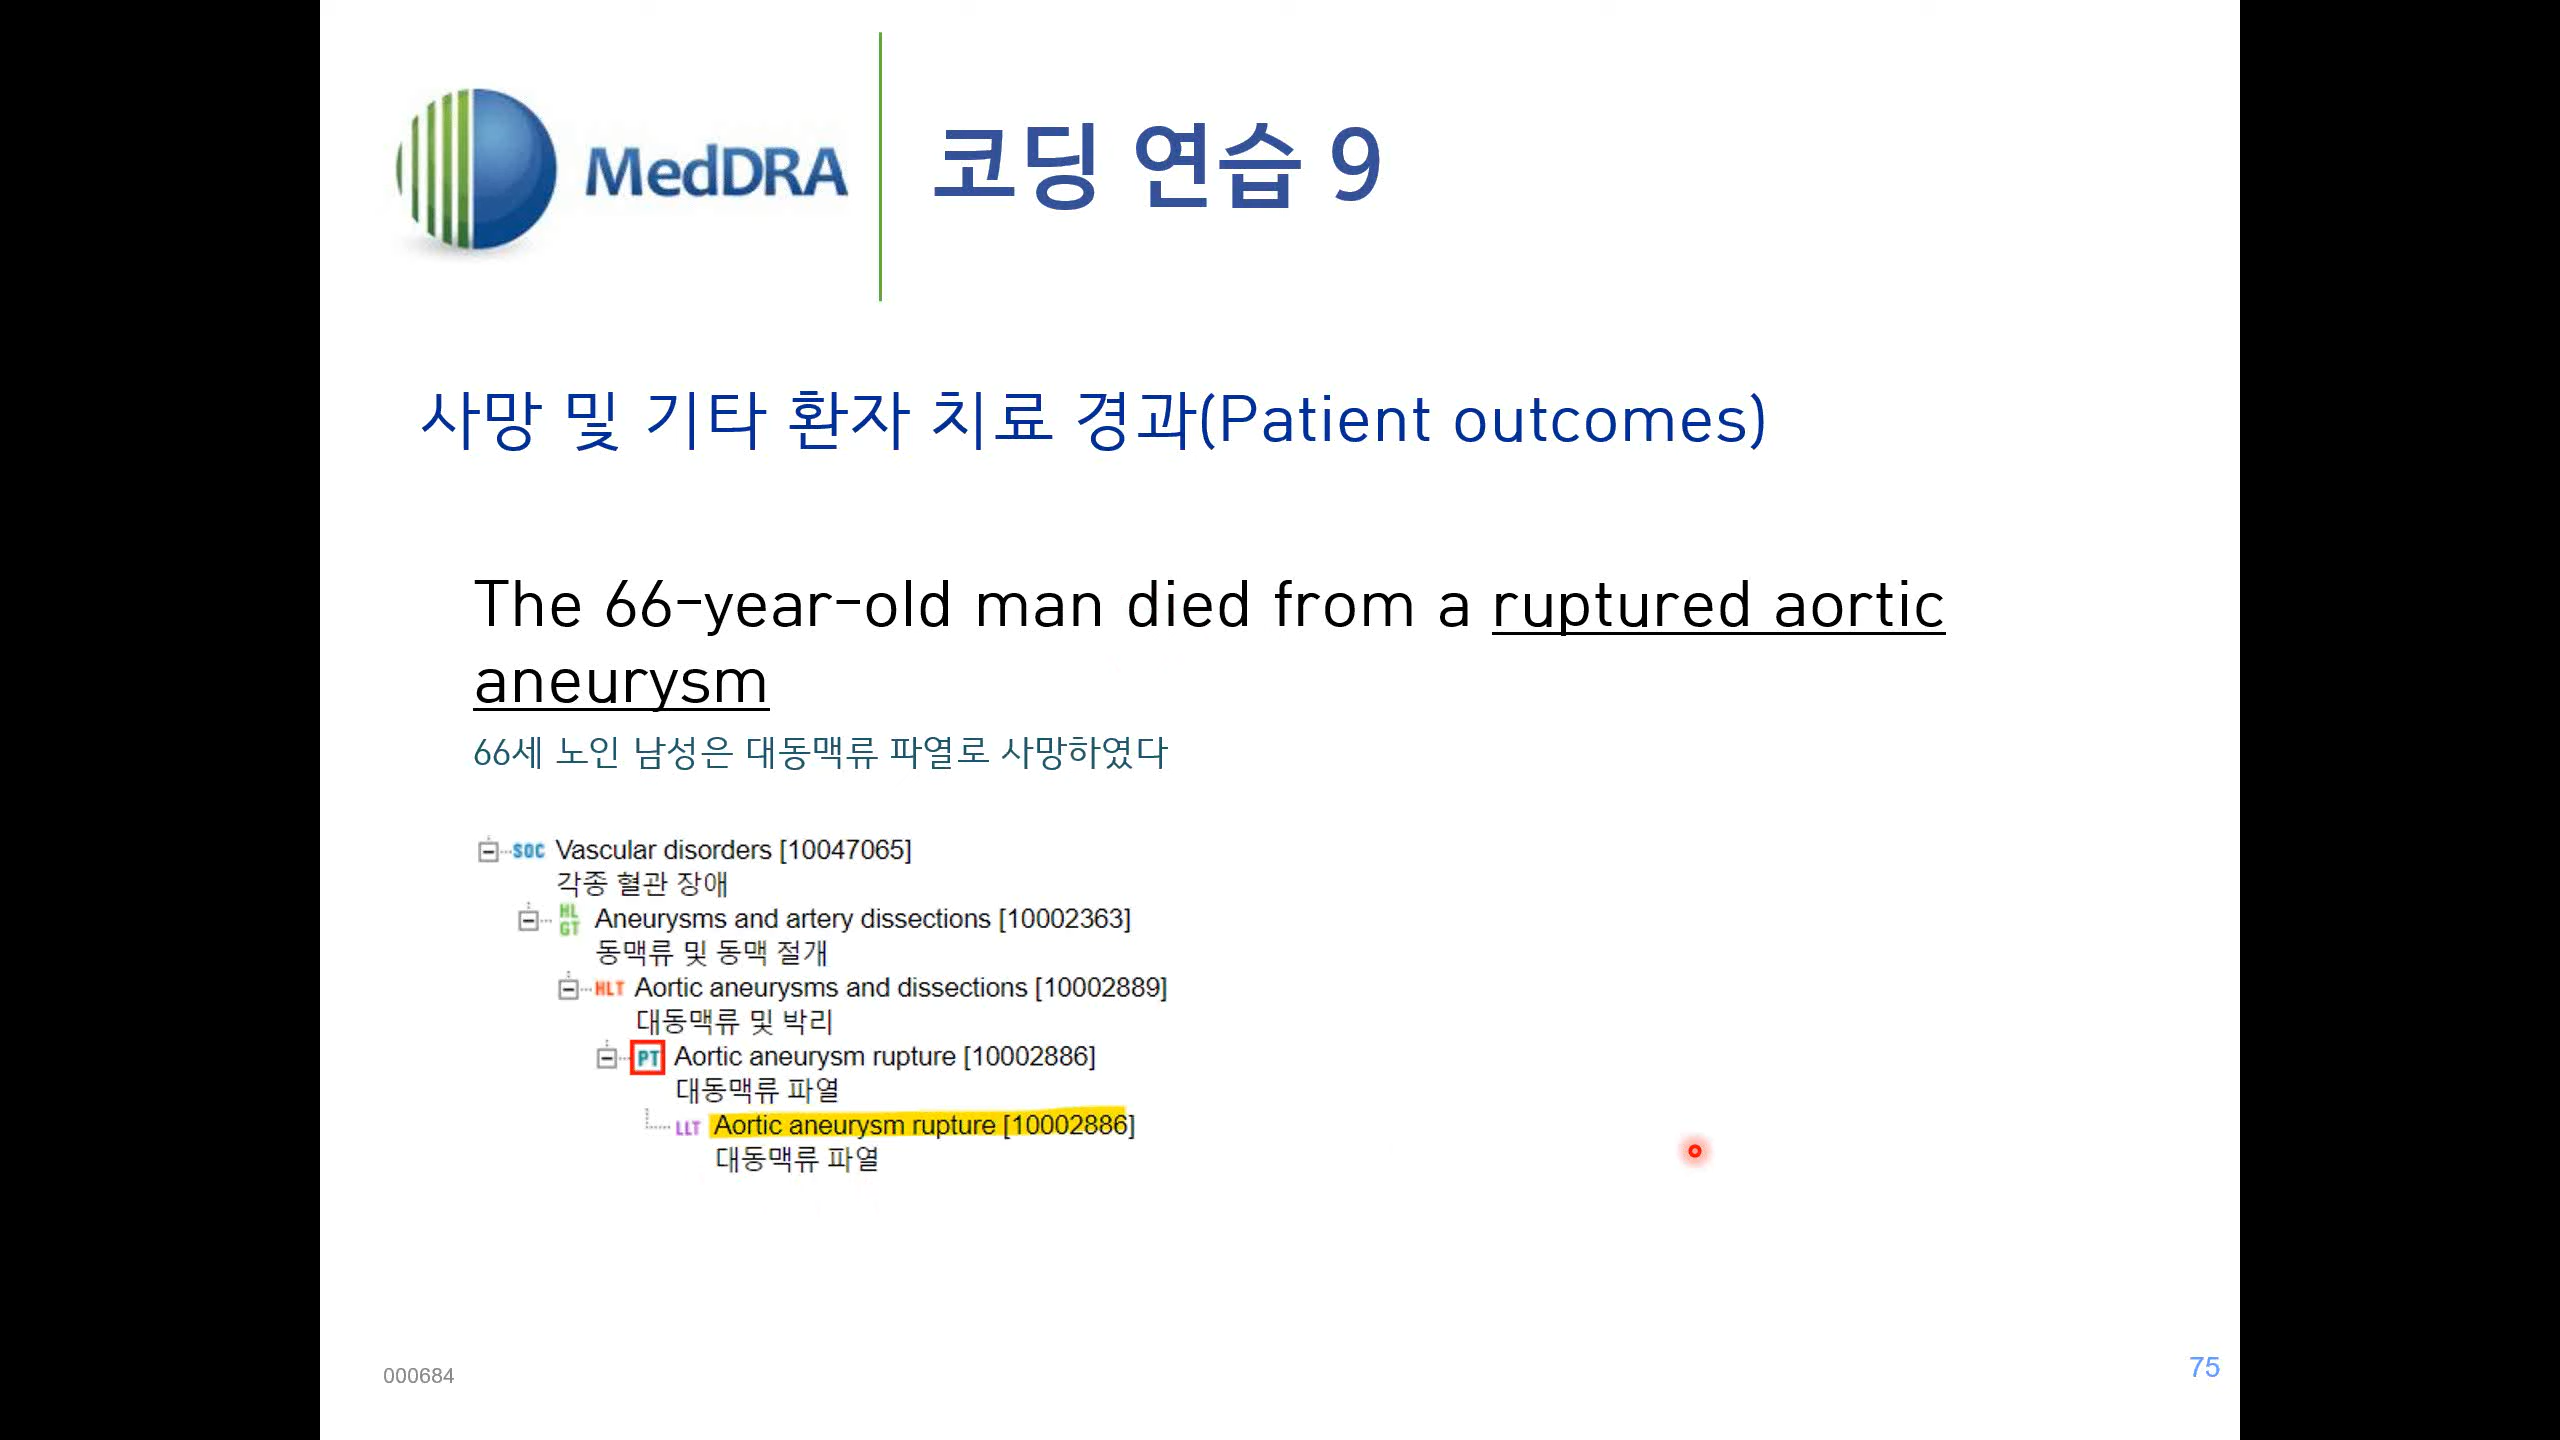 MedDRA
코딩 연습 9
사망 및 기타 환자 치료 경과(Patient outcomes)
The 66-year-old man died from a ruptured aortic
aneurysm
66세 노인 남성은 대동맥류 파열로 사망하였다
SOC Vascular disorders [10047065]
각종 혈관 장애
HLGT Aneurysms and artery dissections [10002363]
동맥류 및 동맥 절개
HLT Aortic aneurysms and dissections [10002889]
대동맥류 및 박리
PT Aortic aneurysm rupture [10002886]
대동맥류 파열
LLT Aortic aneurysm rupture [10002886]
대동맥류 파열
000684
75